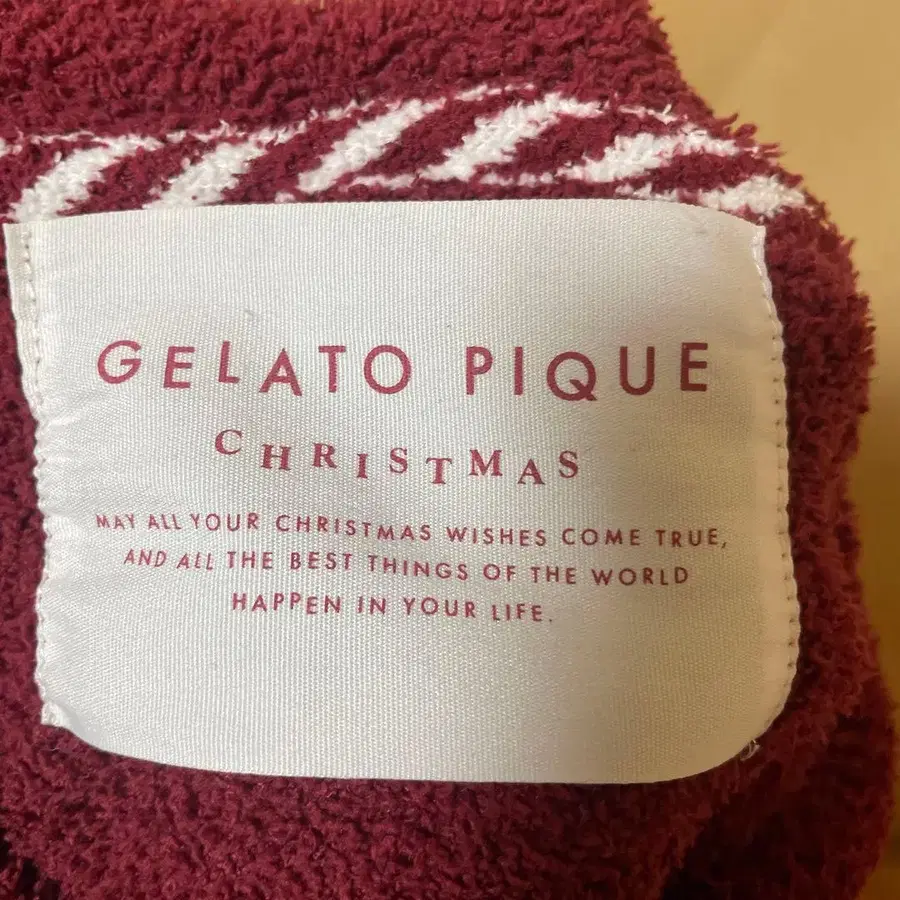 GELATO PIQUE
CHRISTMAS
MAY ALL YOUR CHRISTMAS WISHES COME TRUE,
AND ALL THE BEST THINGS OF THE WORLD
HAPPEN IN YOUR LIFE.